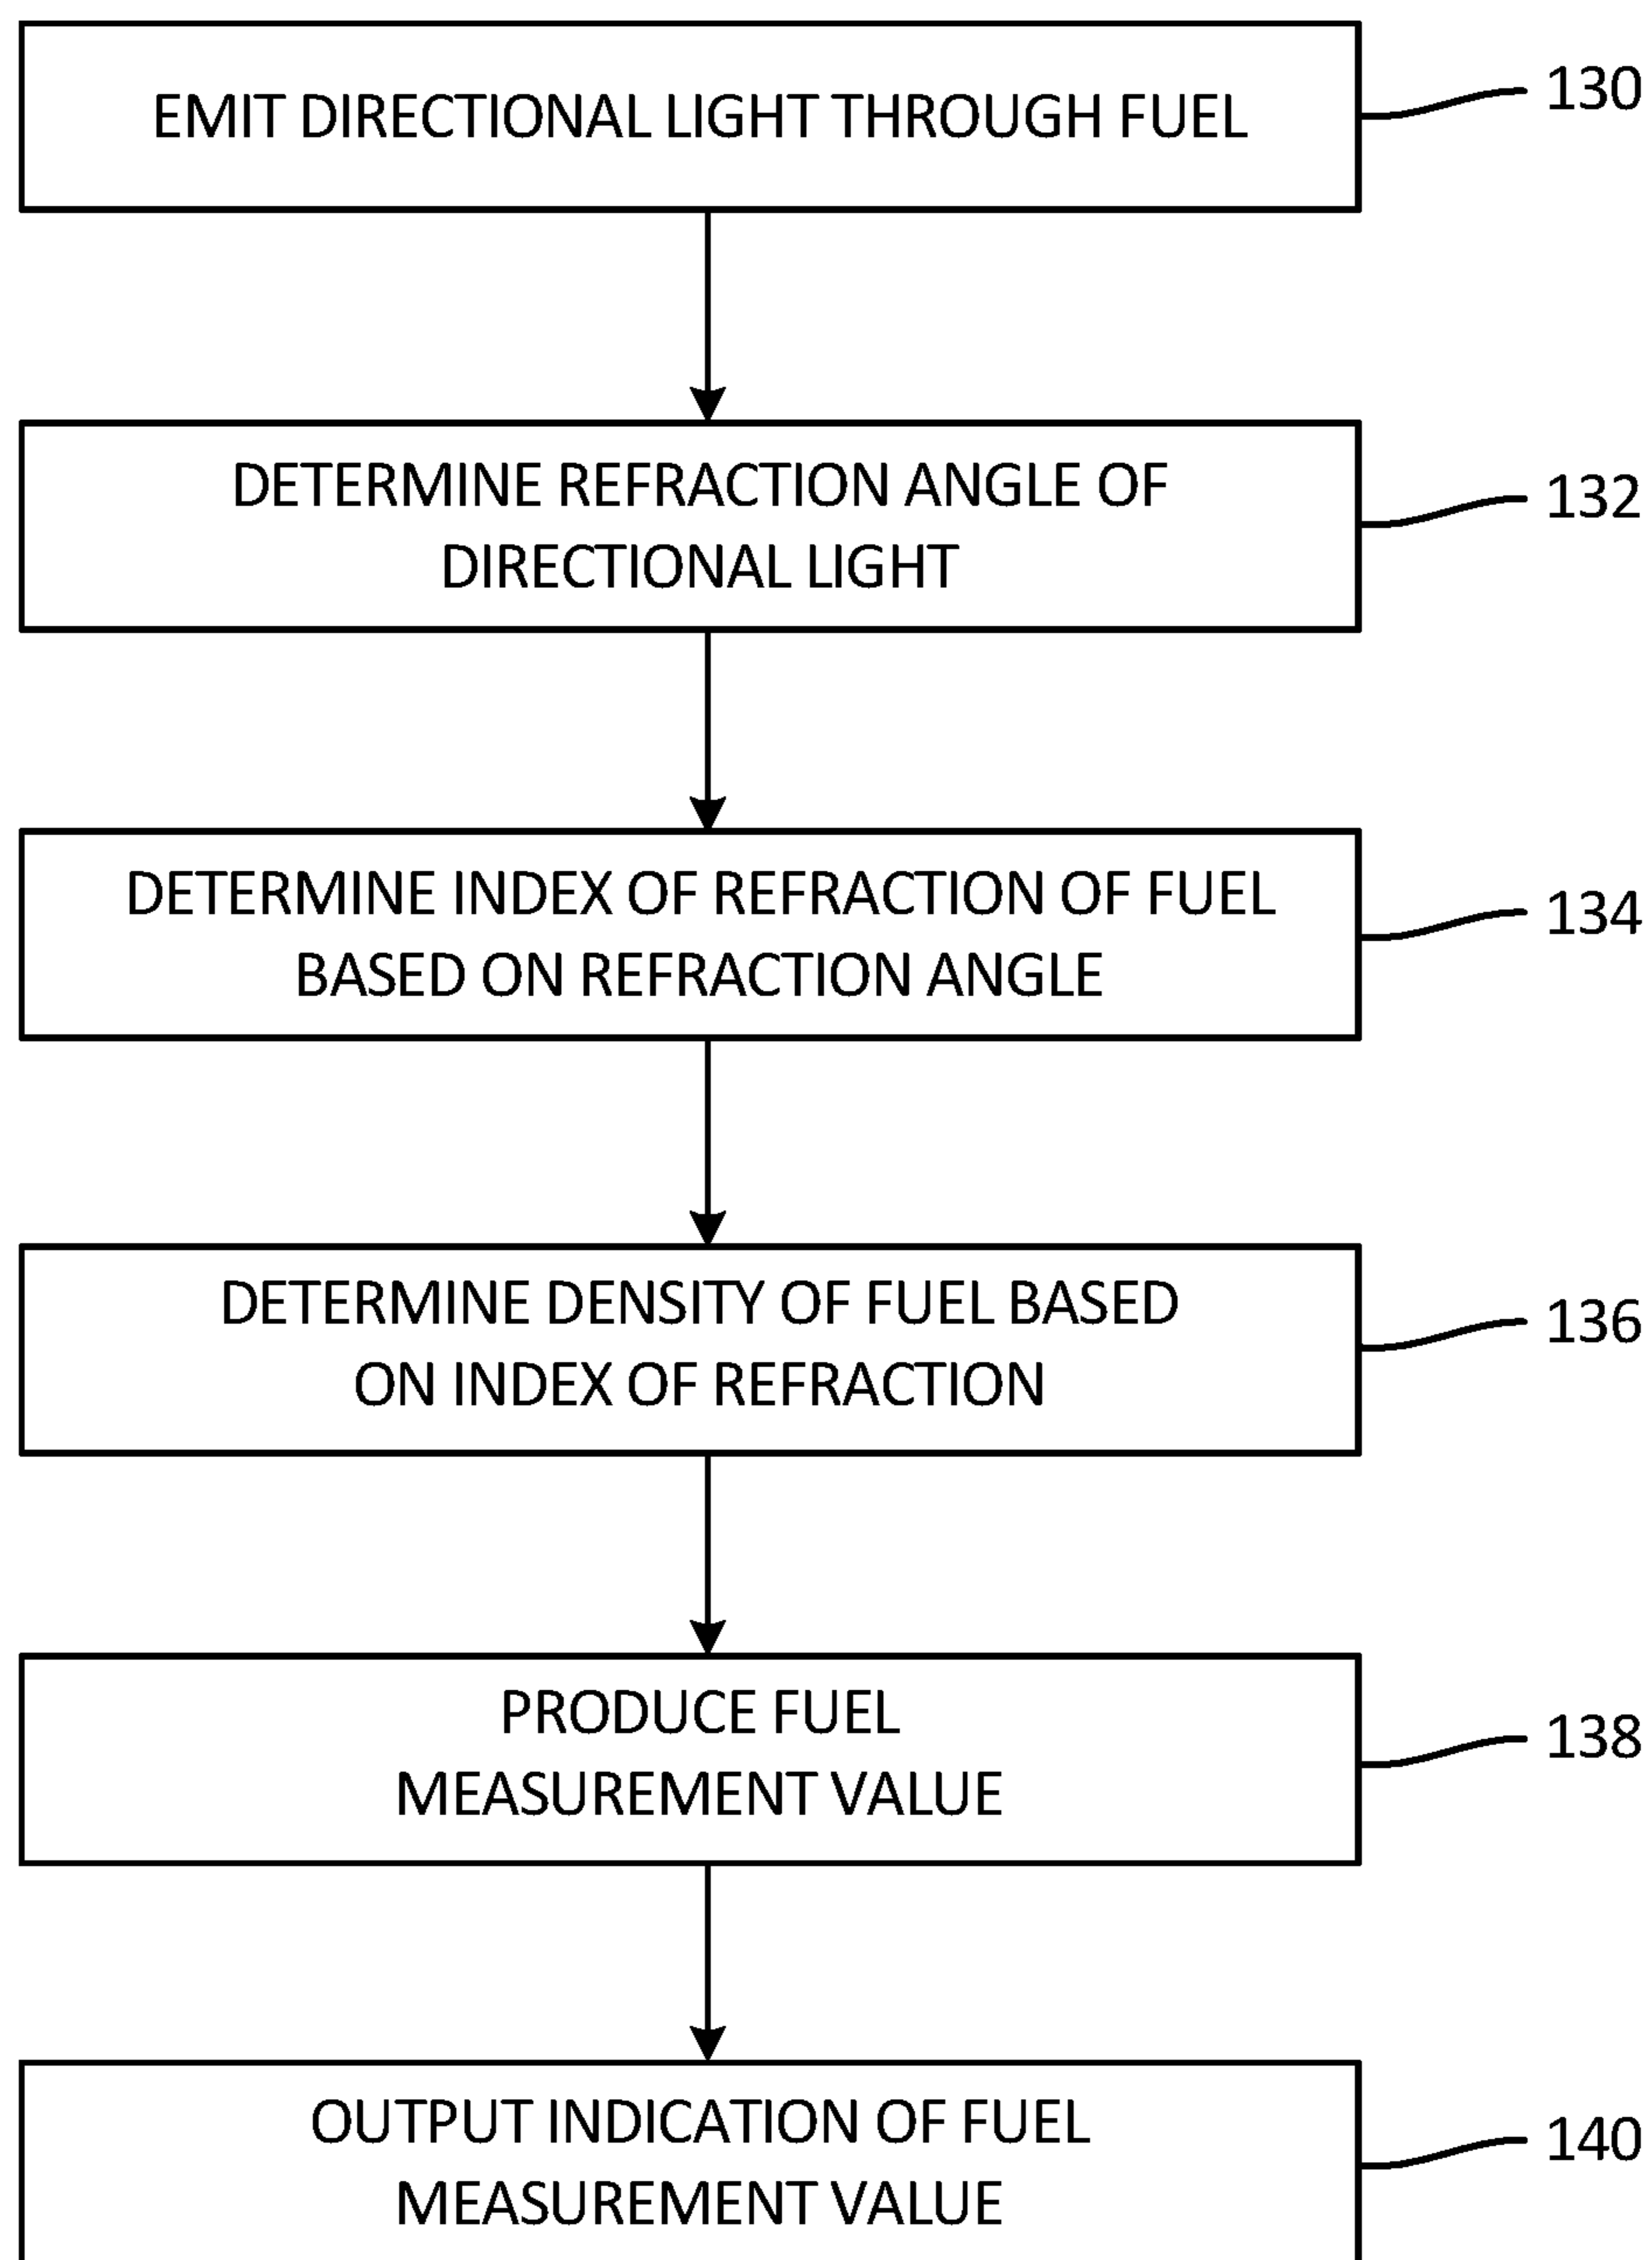 EMIT DIRECTIONAL LIGHT THROUGH FUEL
130
DETERMINE REFRACTION ANGLE OF
DIRECTIONAL LIGHT
132
DETERMINE INDEX OF REFRACTION OF FUEL
BASED ON REFRACTION ANGLE
134
DETERMINE DENSITY OF FUEL BASED
ON INDEX OF REFRACTION
136
PRODUCE FUEL
MEASUREMENT VALUE
138
OUTPUT INDICATION OF FUEL
MEASUREMENT VALUE
140